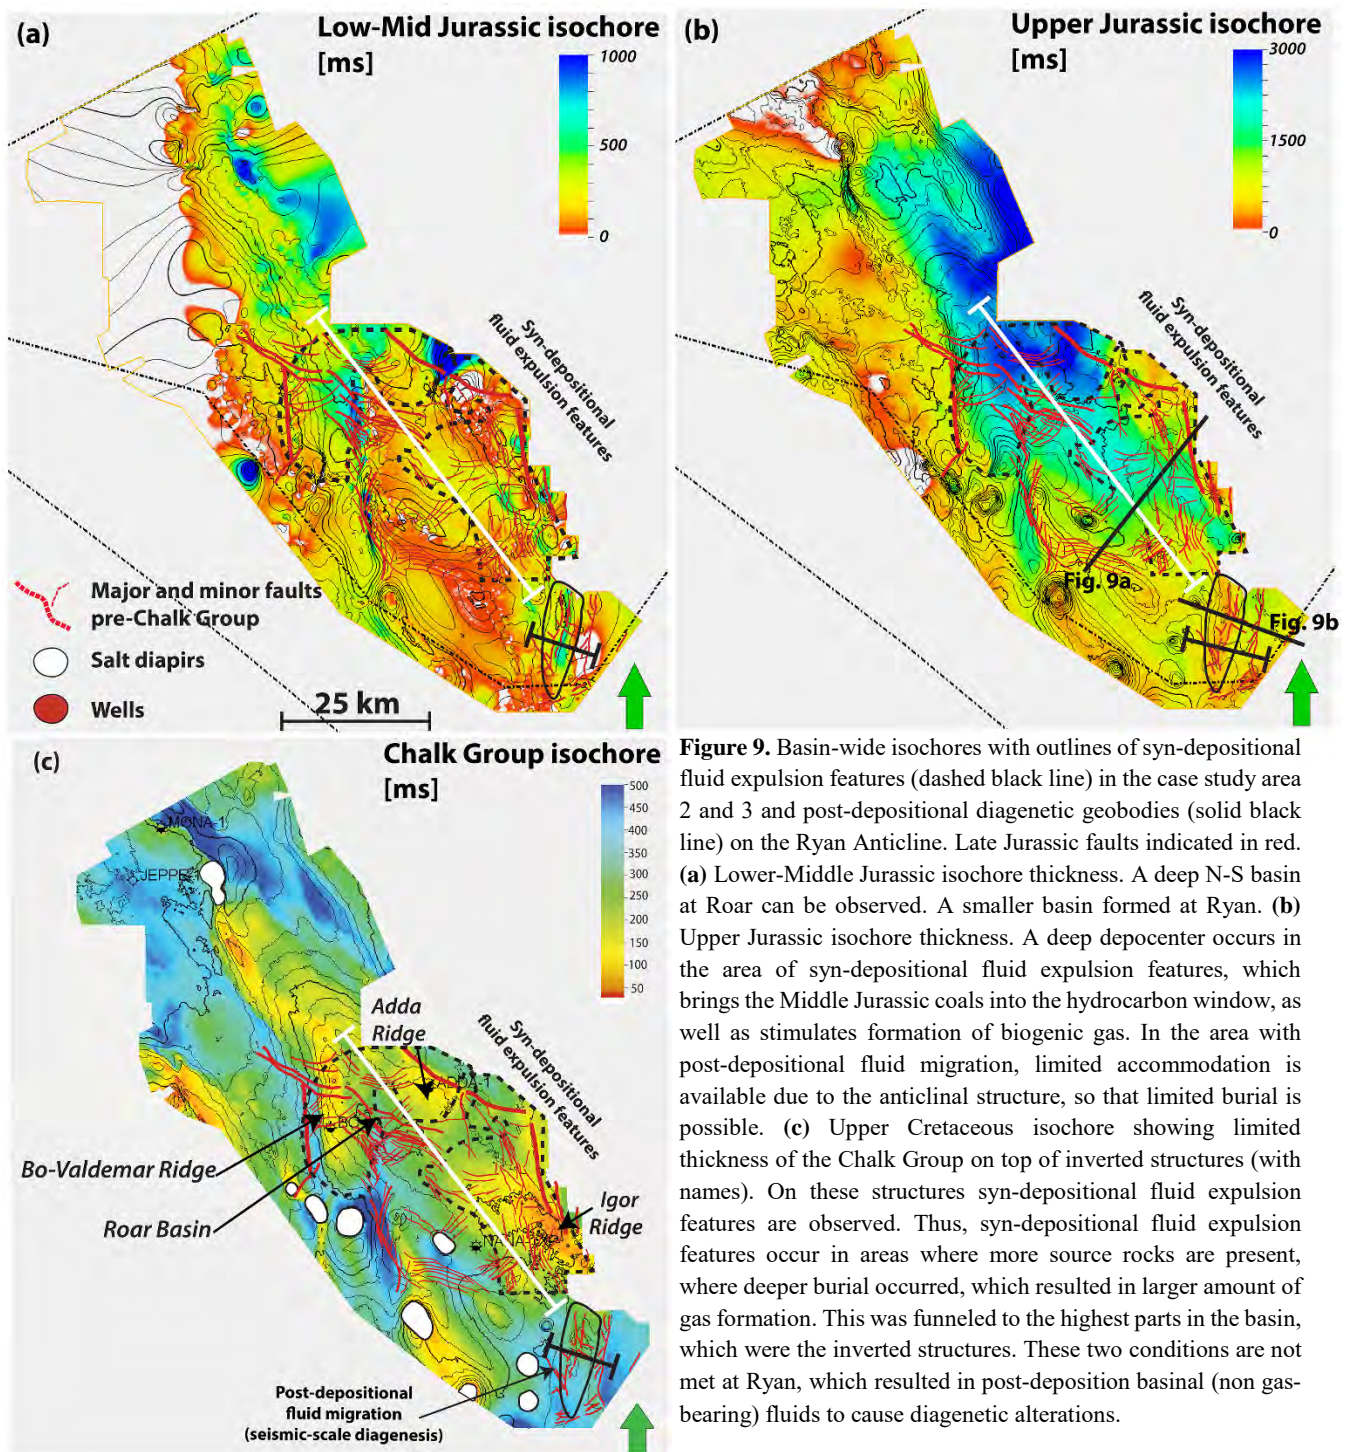 (a)
Low-Mid Jurassic isochore
[ms]
1000
500
0
Syn-depositional
fluid expulsion features
Major and minor faults
pre-Chalk Group
Salt diapirs
Wells
25 km
(b)
Upper Jurassic isochore
[ms]
3000
1500
0
Syn-depositional
fluid expulsion features
Fig. 9a
Fig. 9b
(c)
Chalk Group isochore
[ms]
500
450
400
350
300
250
200
150
100
50
MONA-1
JEPPE-1
Adda
Ridge
Syn-depositional
fluid expulsion features
ADDA-1
Bo-Valdemar Ridge
Roar Basin
Igor
Ridge
Post-depositional
fluid migration
(seismic-scale diagenesis)
Figure 9. Basin-wide isochores with outlines of syn-depositional
fluid expulsion features (dashed black line) in the case study area
2 and 3 and post-depositional diagenetic geobodies (solid black
line) on the Ryan Anticline. Late Jurassic faults indicated in red.
(a) Lower-Middle Jurassic isochore thickness. A deep N-S basin
at Roar can be observed. A smaller basin formed at Ryan. (b)
Upper Jurassic isochore thickness. A deep depocenter occurs in
the area of syn-depositional fluid expulsion features, which
brings the Middle Jurassic coals into the hydrocarbon window, as
well as stimulates formation of biogenic gas. In the area with
post-depositional fluid migration, limited accommodation is
available due to the anticlinal structure, so that limited burial is
possible. (c) Upper Cretaceous isochore showing limited
thickness of the Chalk Group on top of inverted structures (with
names). On these structures syn-depositional fluid expulsion
features are observed. Thus, syn-depositional fluid expulsion
features occur in areas where more source rocks are present,
where deeper burial occurred, which resulted in larger amount of
gas formation. This was funneled to the highest parts in the basin,
which were the inverted structures. These two conditions are not
met at Ryan, which resulted in post-deposition basinal (non gas-
bearing) fluids to cause diagenetic alterations.